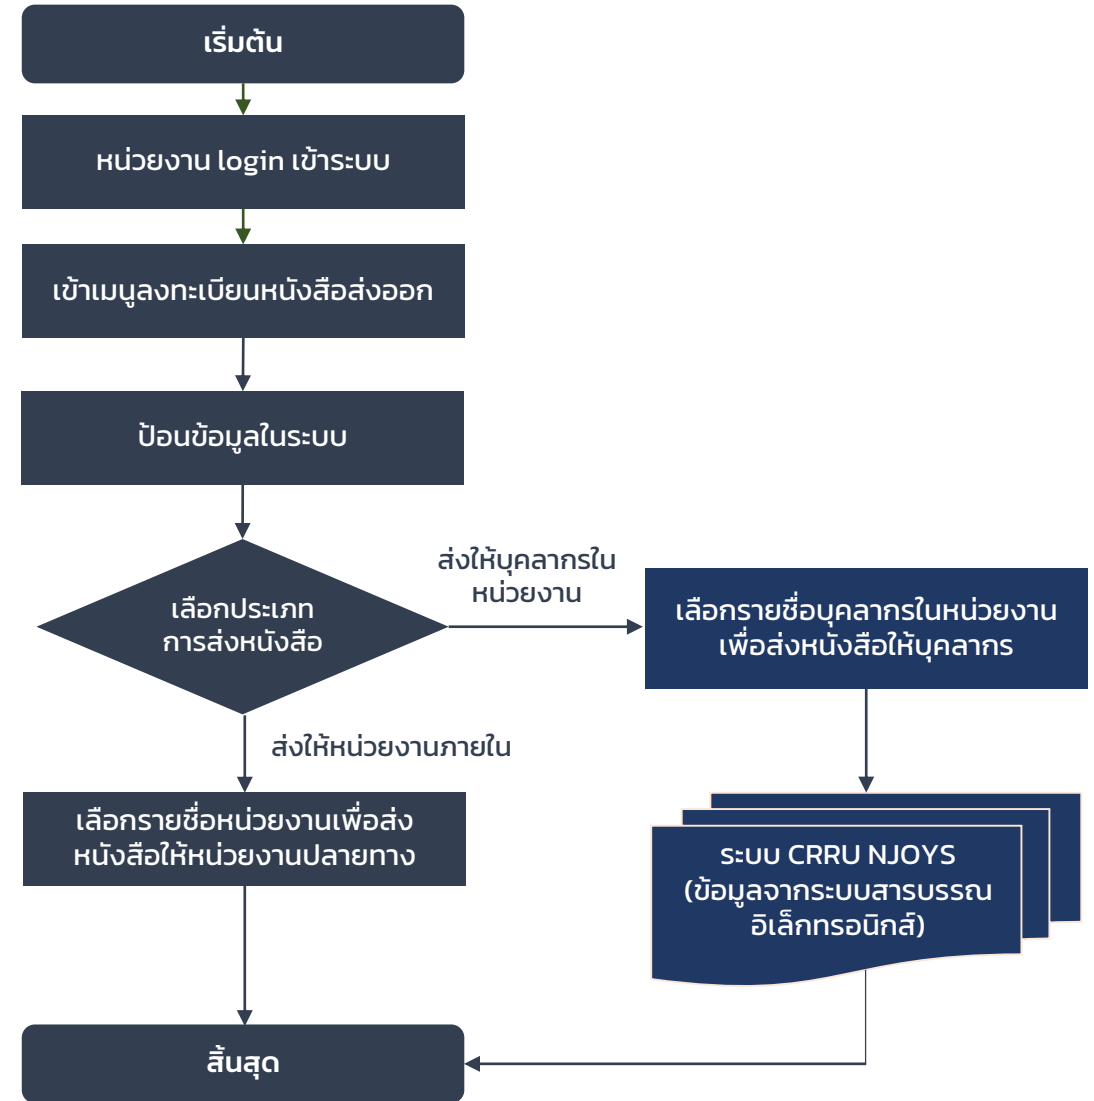 เริ่มต้น
หน่วยงาน login เข้าระบบ
เข้าเมนูลงทะเบียนหนังสือส่งออก
ป้อนข้อมูลในระบบ
เลือกประเภท
การส่งหนังสือ
ส่งให้บุคลากรใน
หน่วยงาน
เลือกรายชื่อบุคลากรในหน่วยงาน
เพื่อส่งหนังสือให้บุคลากร
ส่งให้หน่วยงานภายใน
เลือกรายชื่อหน่วยงานเพื่อส่ง
หนังสือให้หน่วยงานปลายทาง
ระบบ CRRU NJOYS
(ข้อมูลจากระบบสารบรรณ
อิเล็กทรอนิกส์)
สิ้นสุด